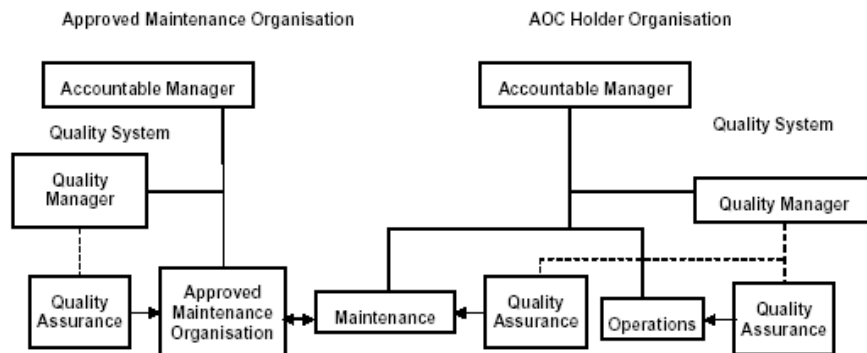 Approved Maintenance Organisation
AOC Holder Organisation
Accountable Manager
Accountable Manager
Quality System
Quality System
Quality
Manager
Quality Manager
Quality
Assurance
Approved
Maintenance
Organisation
Maintenance
Quality
Assurance
Operations
Quality
Assurance